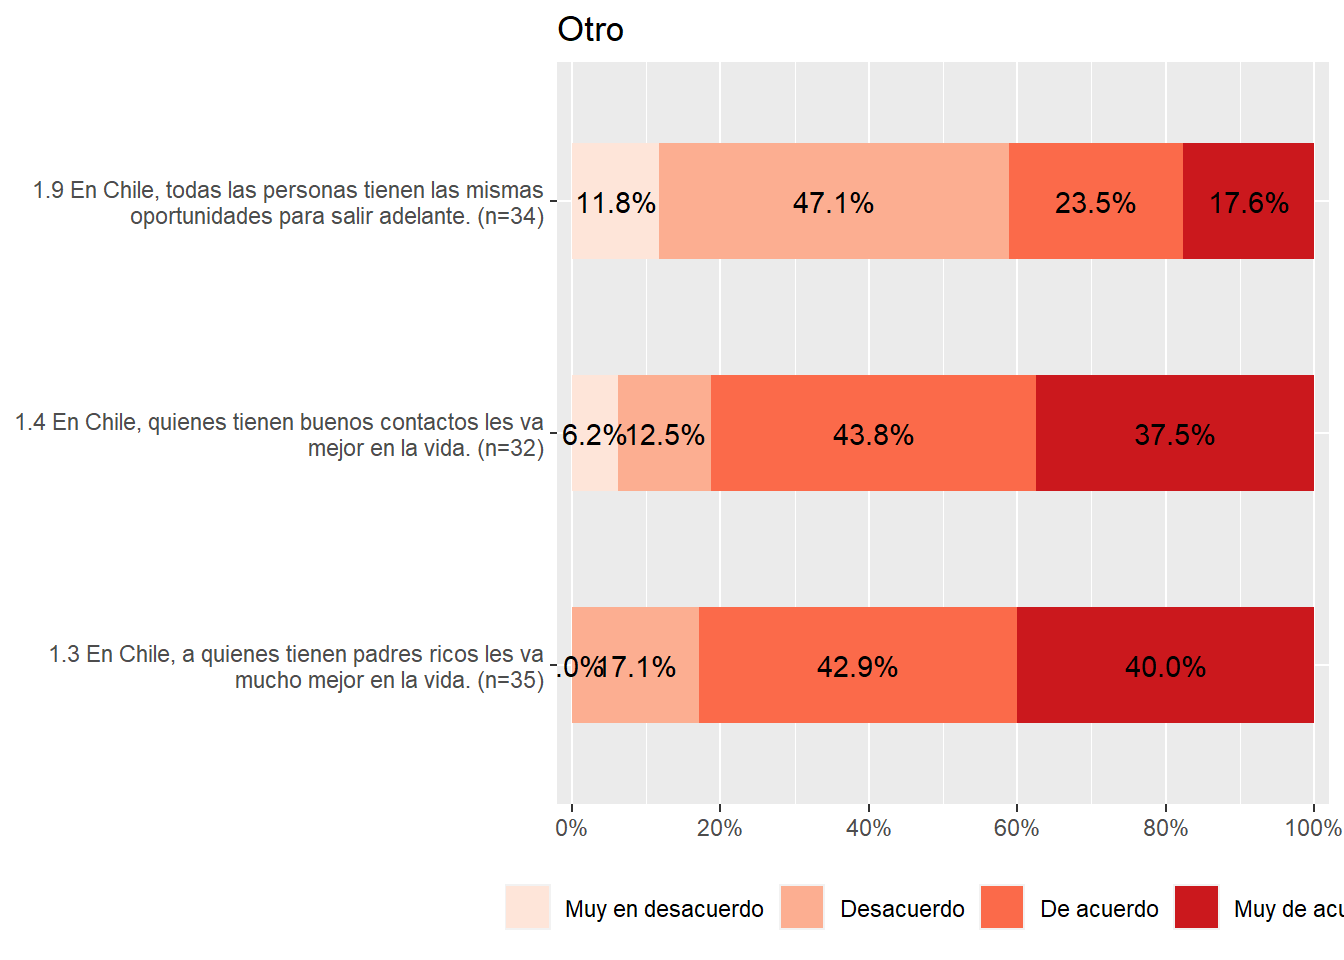 Otro
1.9 En Chile, todas las personas tienen las mismas
oportunidades para salir adelante. (n=34)
11.8% 47.1% 23.5% 17.6%
1.4 En Chile, quienes tienen buenos contactos les va
mejor en la vida. (n=32)
6.2% 12.5% 43.8% 37.5%
1.3 En Chile, a quienes tienen padres ricos les va
mucho mejor en la vida. (n=35)
.0% 17.1% 42.9% 40.0%
0% 20% 40% 60% 80% 100%
Muy en desacuerdo Desacuerdo De acuerdo Muy de acu